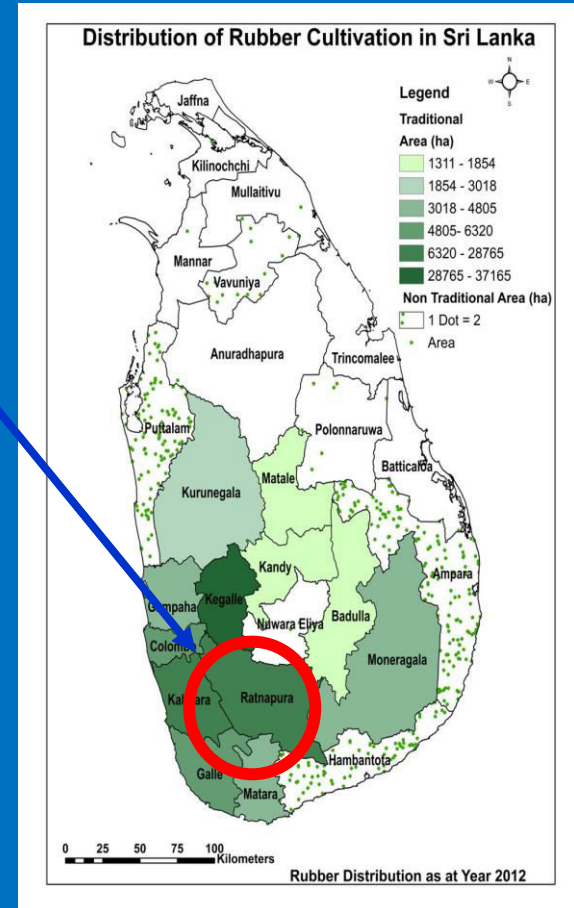 Distribution of Rubber Cultivation in Sri Lanka
N
W E
S
Legend
Traditional
Area (ha)
1311 - 1854
1854 - 3018
3018 - 4805
4805- 6320
6320 - 28765
28765 - 37165
Non Traditional Area (ha)
1 Dot = 2
Area
Jaffna
Kilinochchi
Mullaitivu
Mannar
Vavuniya
Anuradhapura
Trincomalee
Puttalam
Polonnaruwa
Batticaloa
Kurunegala
Matale
Kandy
Ampara
Gampaha
Kegalle
Nuwara Eliya
Badulla
Colombo
Moneragala
Kalutara
Ratnapura
Galle
Hambantota
Matara
0 25 50 75 100
Kilometers
Rubber Distribution as at Year 2012